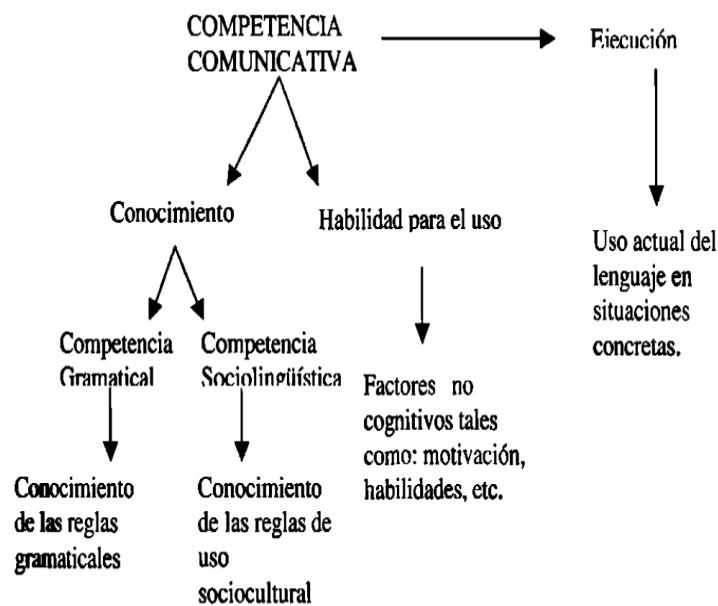 COMPETENCIA
COMUNICATIVA
Ejecución
Conocimiento
Habilidad para el uso
Uso actual del
lenguaje en
situaciones
concretas.
Competencia
Gramatical
Competencia
Sociolingüística
Factores no
cognitivos tales
como: motivación,
habilidades, etc.
Conocimiento
de las reglas
gramaticales
Conocimiento
de las reglas de
uso
sociocultural